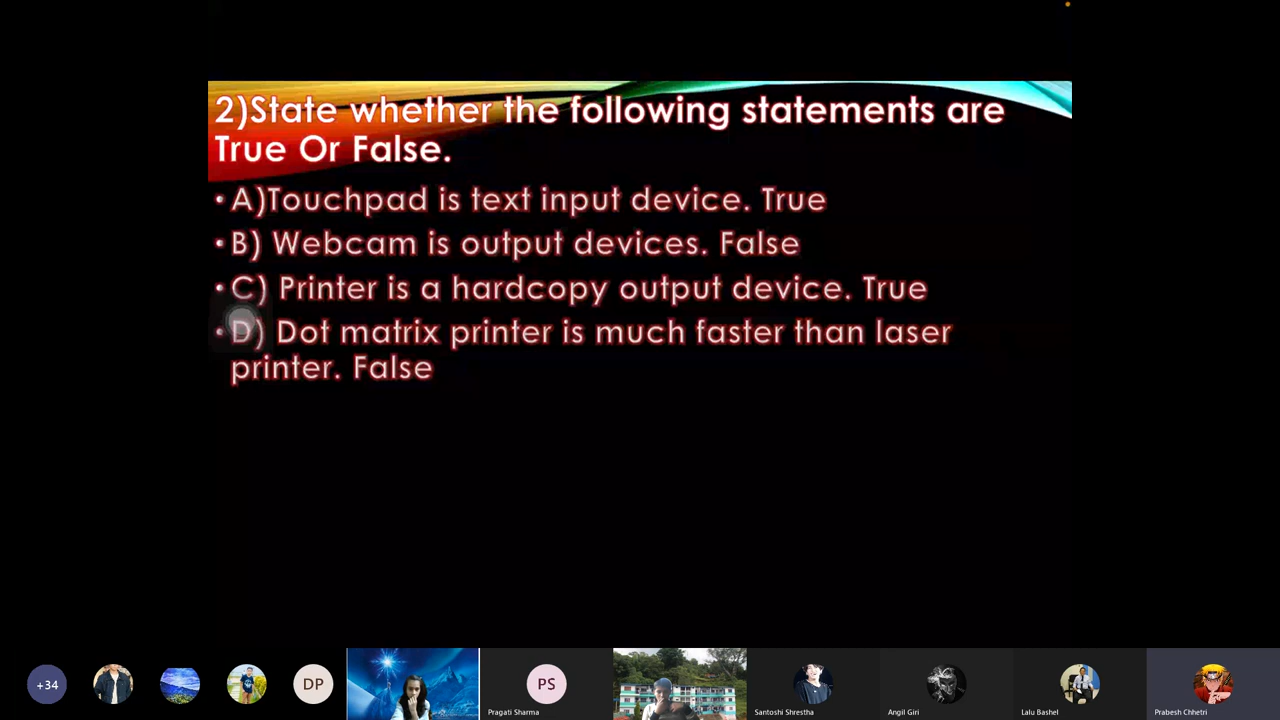 2)State whether the following statements are
True Or False.
• A)Touchpad is text input device. True
• B) Webcam is output devices. False
• C) Printer is a hardcopy output device. True
• D) Dot matrix printer is much faster than laser
printer. False
+34
DP
PS
Pragati Sharma
Santoshi Shrestha
Angil Giri
Lalu Bashel
Prabesh Chhetri